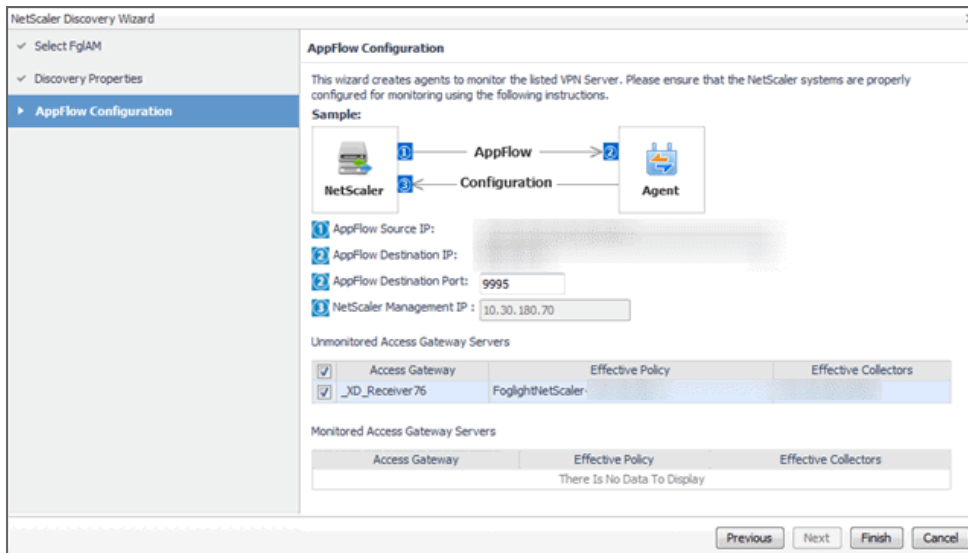 NetScaler Discovery Wizard
Select FglAM
Discovery Properties
AppFlow Configuration
AppFlow Configuration
This wizard creates agents to monitor the listed VPN Server. Please ensure that the NetScaler systems are properly
configured for monitoring using the following instructions.
Sample:
1 AppFlow 2
3 Configuration
NetScaler
Agent
1 AppFlow Source IP:
2 AppFlow Destination IP:
2 AppFlow Destination Port: 9995
3 NetScaler Management IP : 10.30.180.70
Unmonitored Access Gateway Servers
Access Gateway Effective Policy Effective Collectors
_XD_Receiver76 FoglightNetScaler-
Monitored Access Gateway Servers
Access Gateway Effective Policy Effective Collectors
There Is No Data To Display
Previous Next Finish Cancel